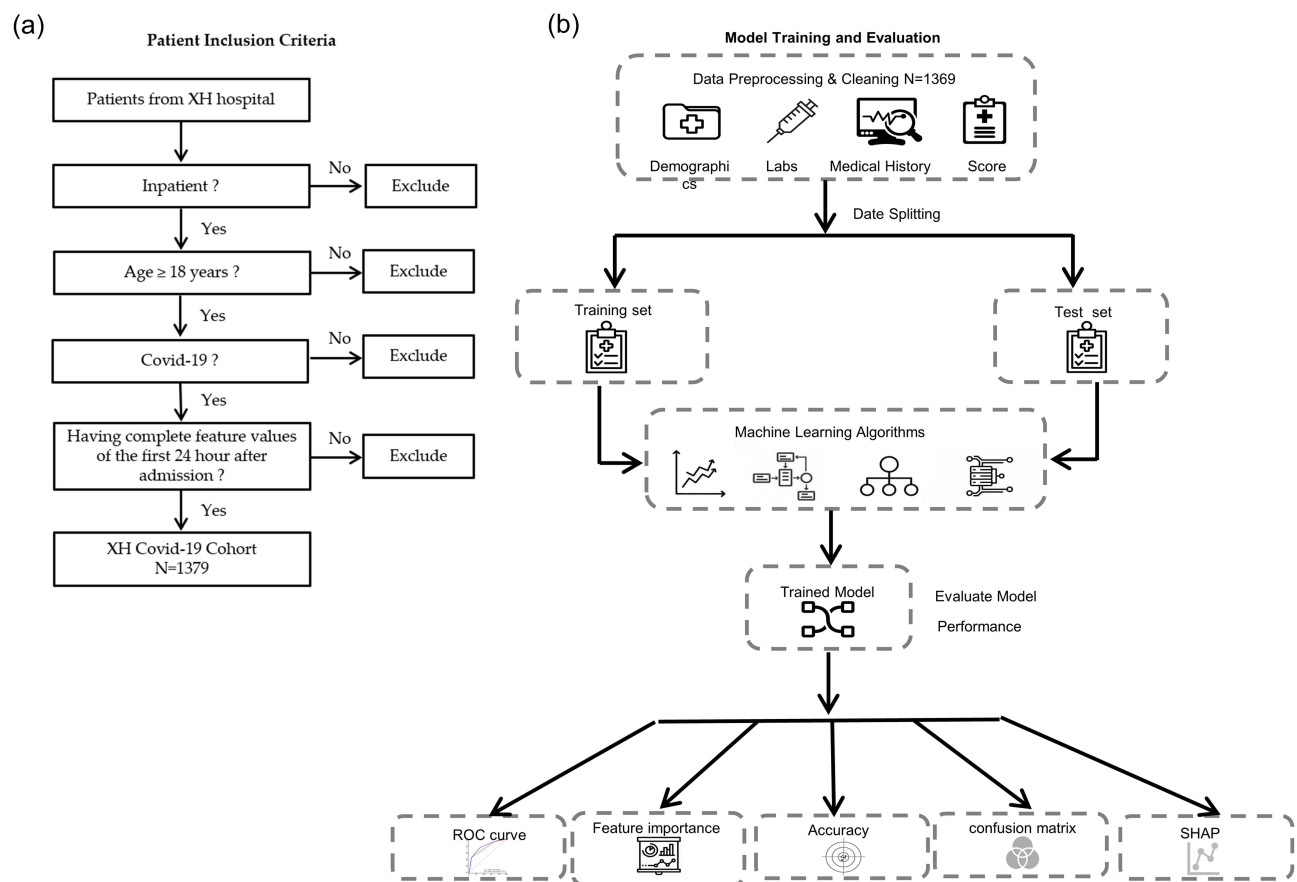 (a)
Patient Inclusion Criteria
Patients from XH hospital
Inpatient ?
No
Exclude
Yes
Age ≥ 18 years ?
No
Exclude
Yes
Covid-19 ?
No
Exclude
Yes
Having complete feature values
of the first 24 hour after
admission ?
No
Exclude
Yes
XH Covid-19 Cohort
N=1379
(b)
Model Training and Evaluation
Data Preprocessing & Cleaning N=1369
Demographi
cs
Labs
Medical History
Score
Date Splitting
Training set
Test set
Machine Learning Algorithms
Trained Model
Evaluate Model
Performance
ROC curve
Feature importance
Accuracy
confusion matrix
SHAP